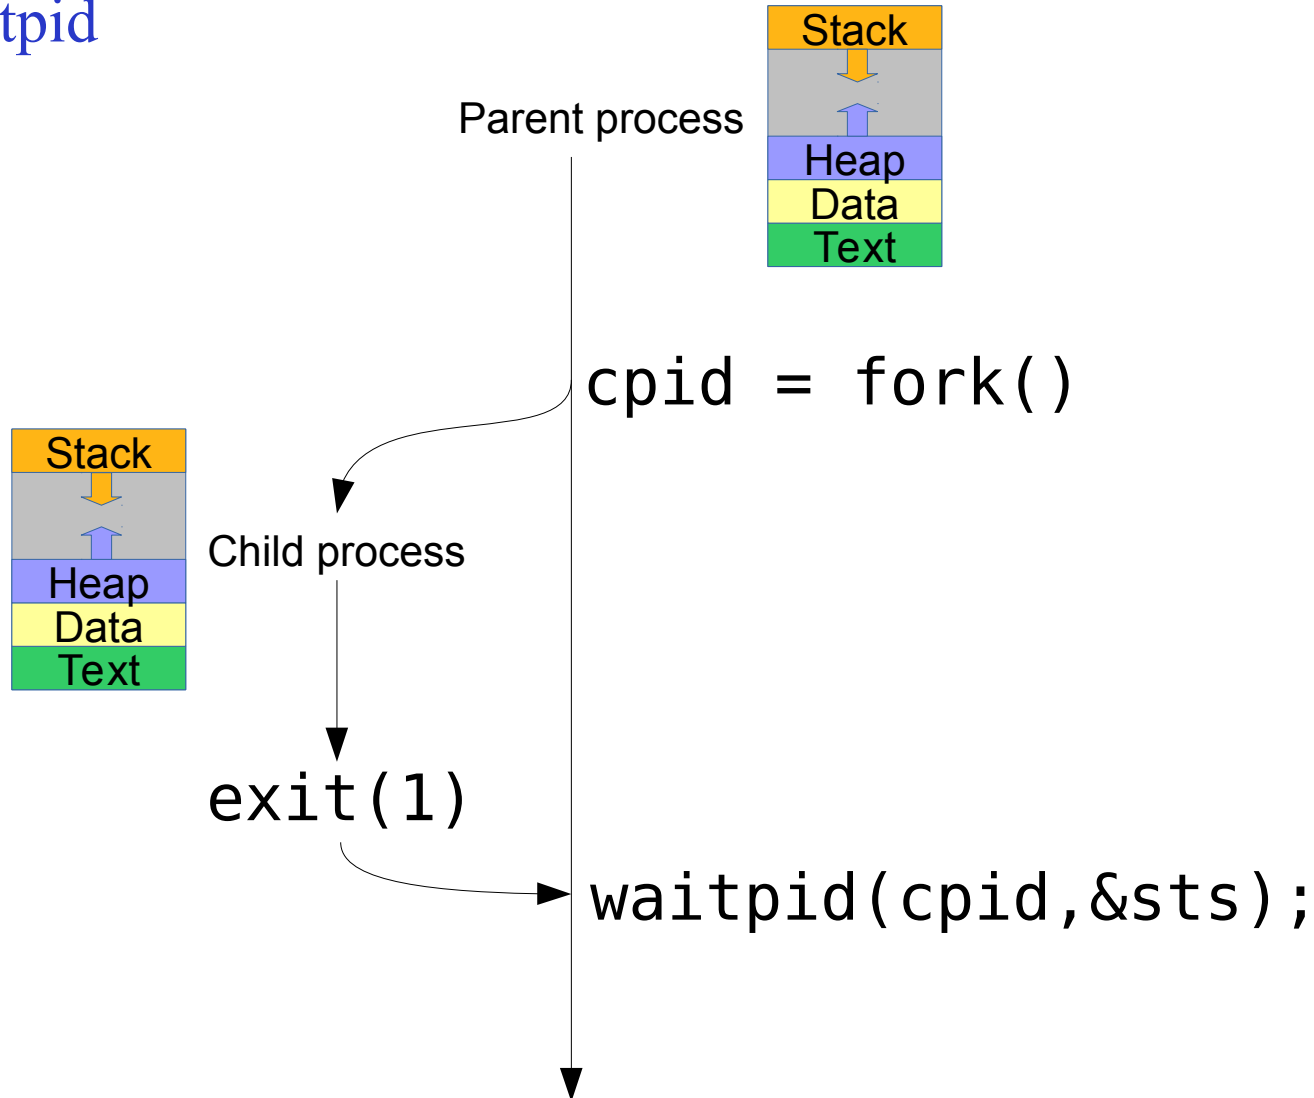 tpid
Stack
Parent process
Heap
Data
Text
cpid = fork()
Stack
Child process
Heap
Data
Text
exit(1)
waitpid(cpid,&sts);